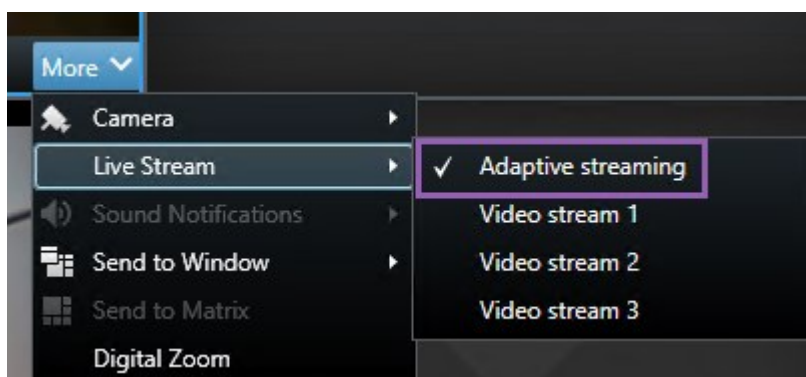 More
Camera
Live Stream
Adaptive streaming
Sound Notifications
Video stream 1
Send to Window
Video stream 2
Send to Matrix
Video stream 3
Digital Zoom